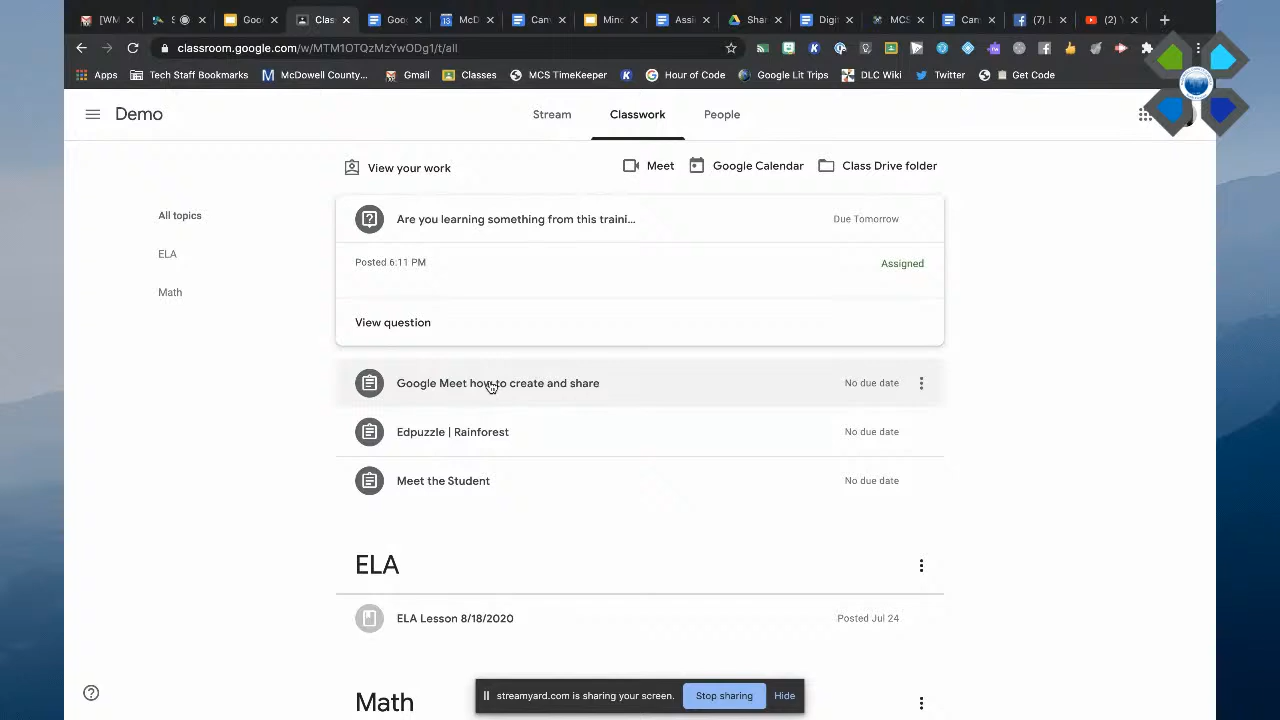 [WM
S
Goo
Clas
Goo
McD
Canv
Mind
Assi
Sha
Digi
MCS
Can
(7)
(1)
classroom.google.com/w/MTM1OTQzMzYwODg1/t/all
Apps
Tech Staff Bookmarks
McDowell County...
Gmail
Classes
MCS TimeKeeper
Hour of Code
Google Lit Trips
DLC Wiki
Twitter
Get Code
Demo
Stream
Classwork
People
View your work
Meet
Google Calendar
Class Drive folder
All topics
ELA
Math
Are you learning something from this traini...
Due Tomorrow
Posted 6:11 PM
Assigned
View question
Google Meet how to create and share
No due date
Edpuzzle | Rainforest
No due date
Meet the Student
No due date
ELA
ELA Lesson 8/18/2020
Posted Jul 24
Math
streamyard.com is sharing your screen.
Stop sharing
Hide